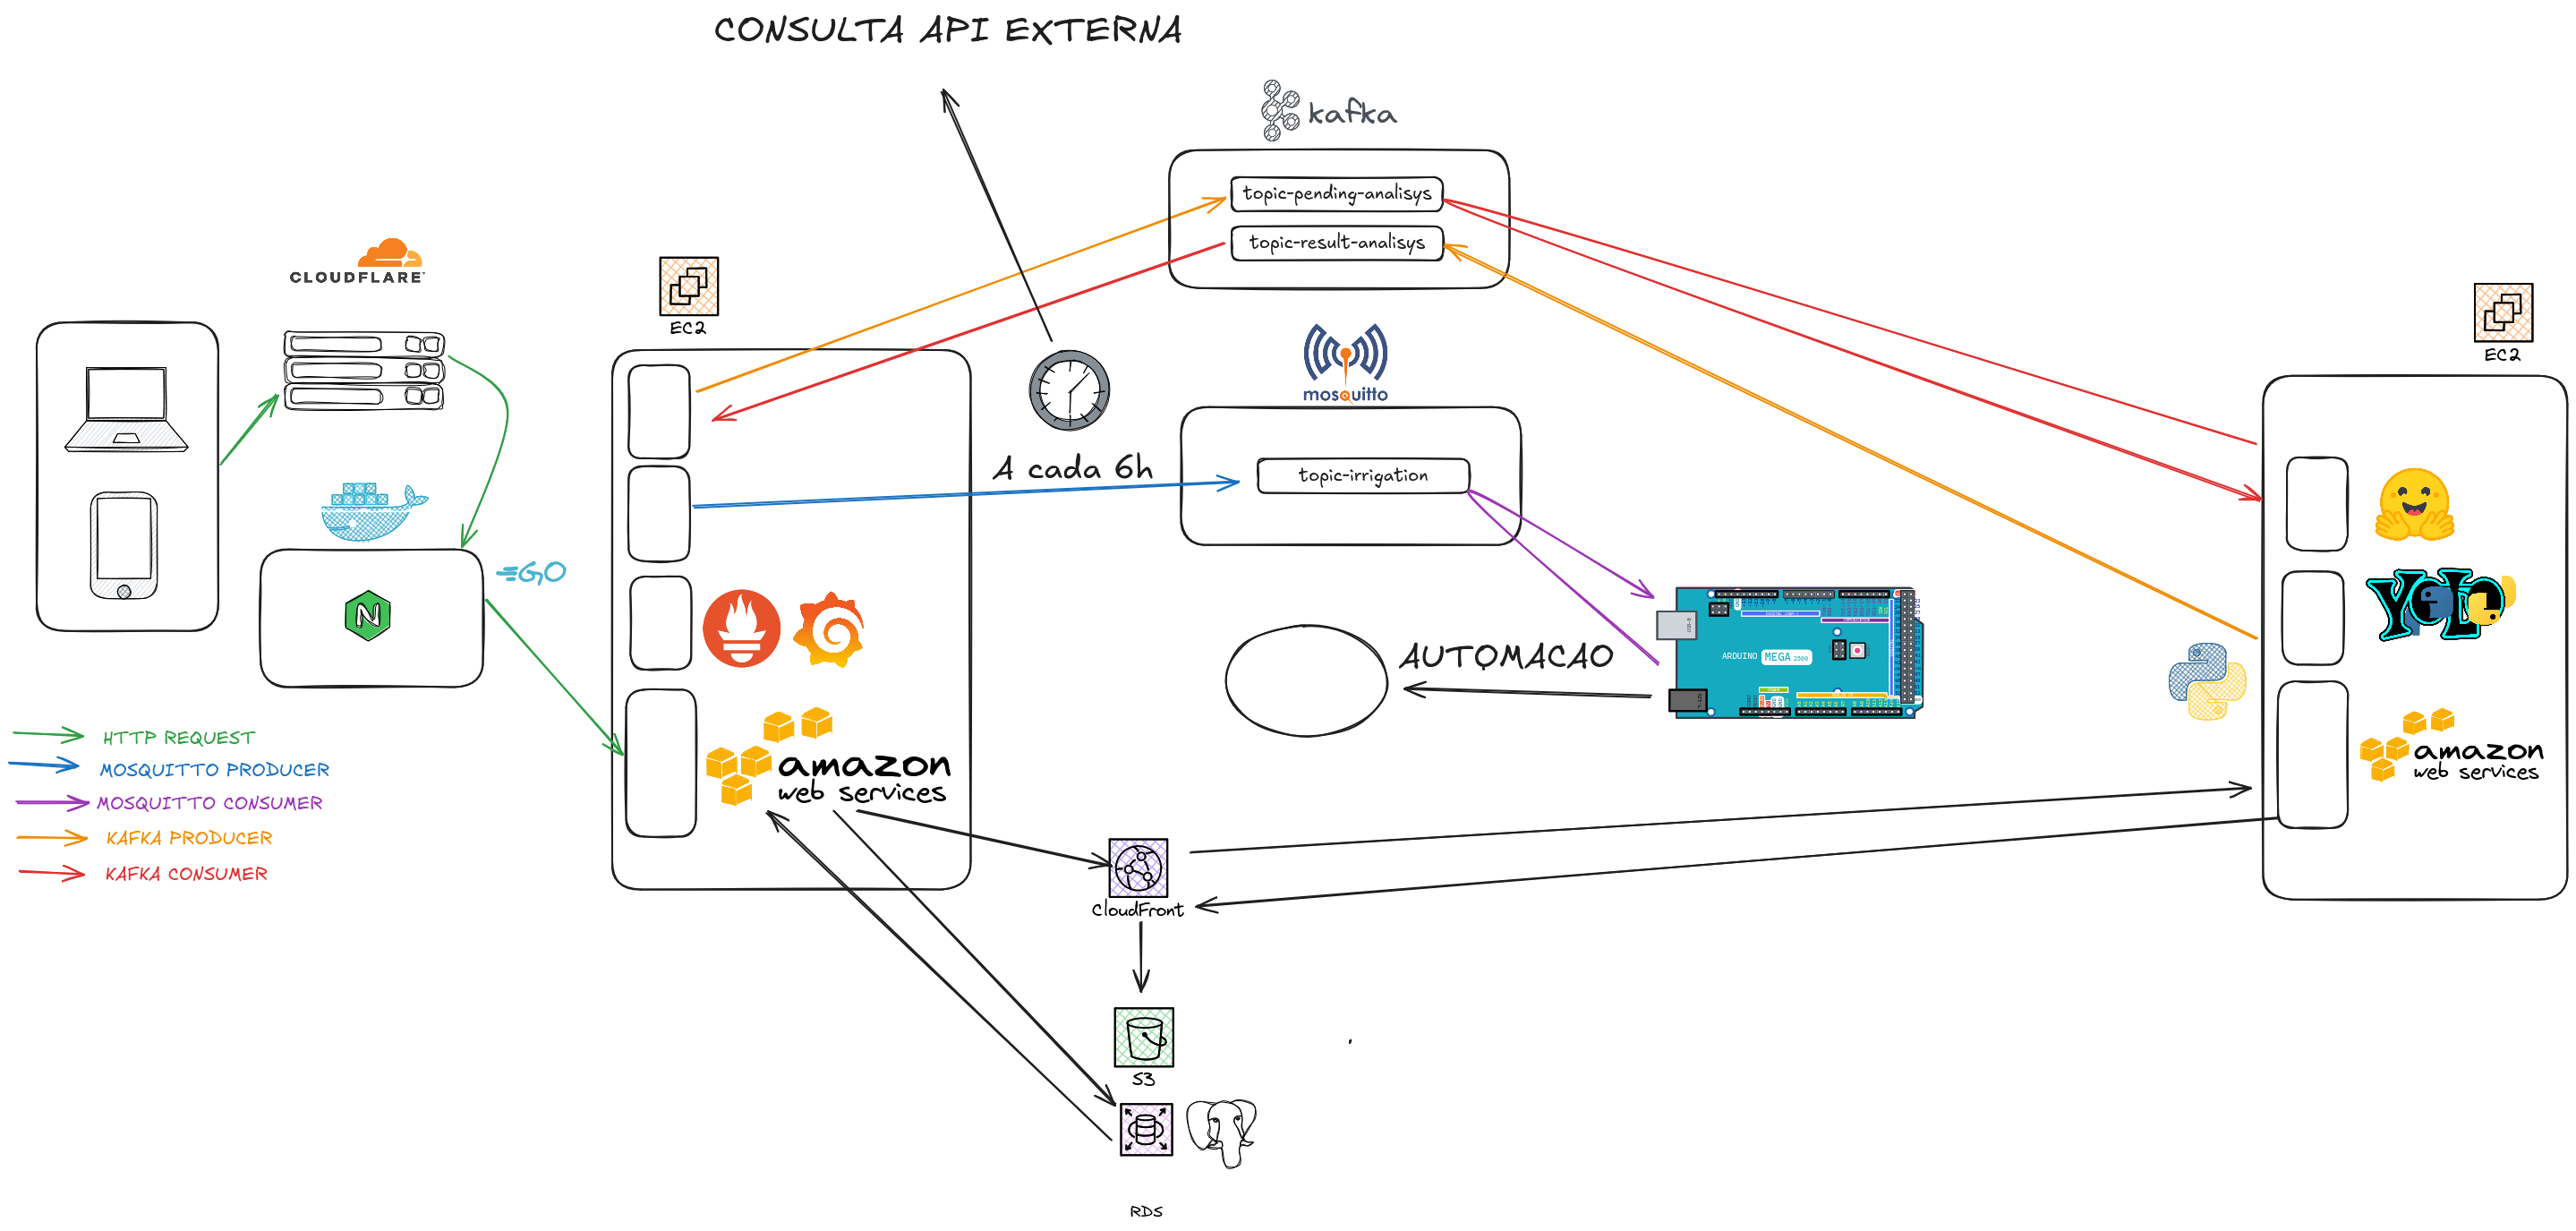 CONSULTA API EXTERNA
kafka
topic-pending-analisys
topic-result-analisys
CLOUDFLARE
EC2
EC2
mosquitto
A cada 6h
topic-irrigation
GO
N
YOLO
AUTOMACAO
ARDUINO MEGA 2560
HTTP REQUEST
MOSQUITTO PRODUCER
MOSQUITTO CONSUMER
KAFKA PRODUCER
KAFKA CONSUMER
amazon
web services
amazon
web services
CloudFront
S3
RDS